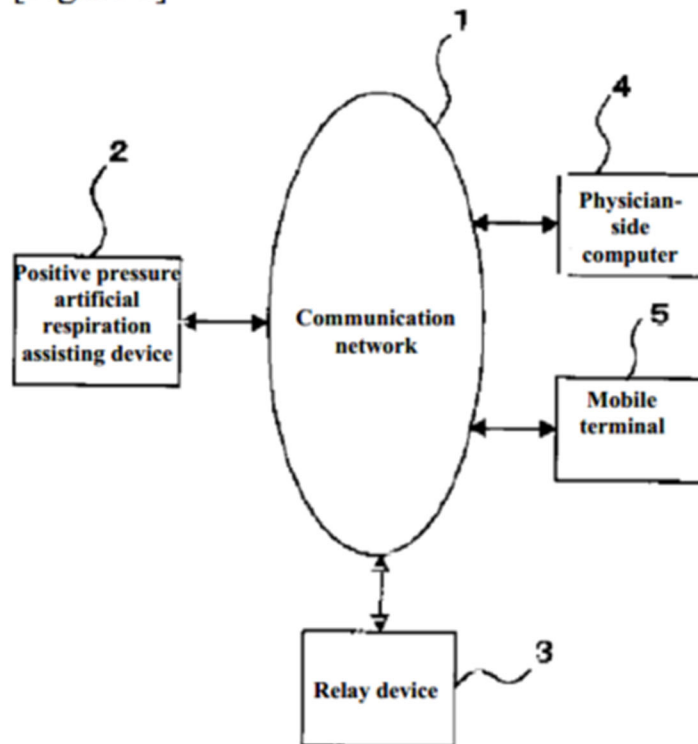 1
4
2
Physician-
side
computer
Positive pressure
artificial
respiration
assisting device
Communication
network
5
Mobile
terminal
3
Relay device